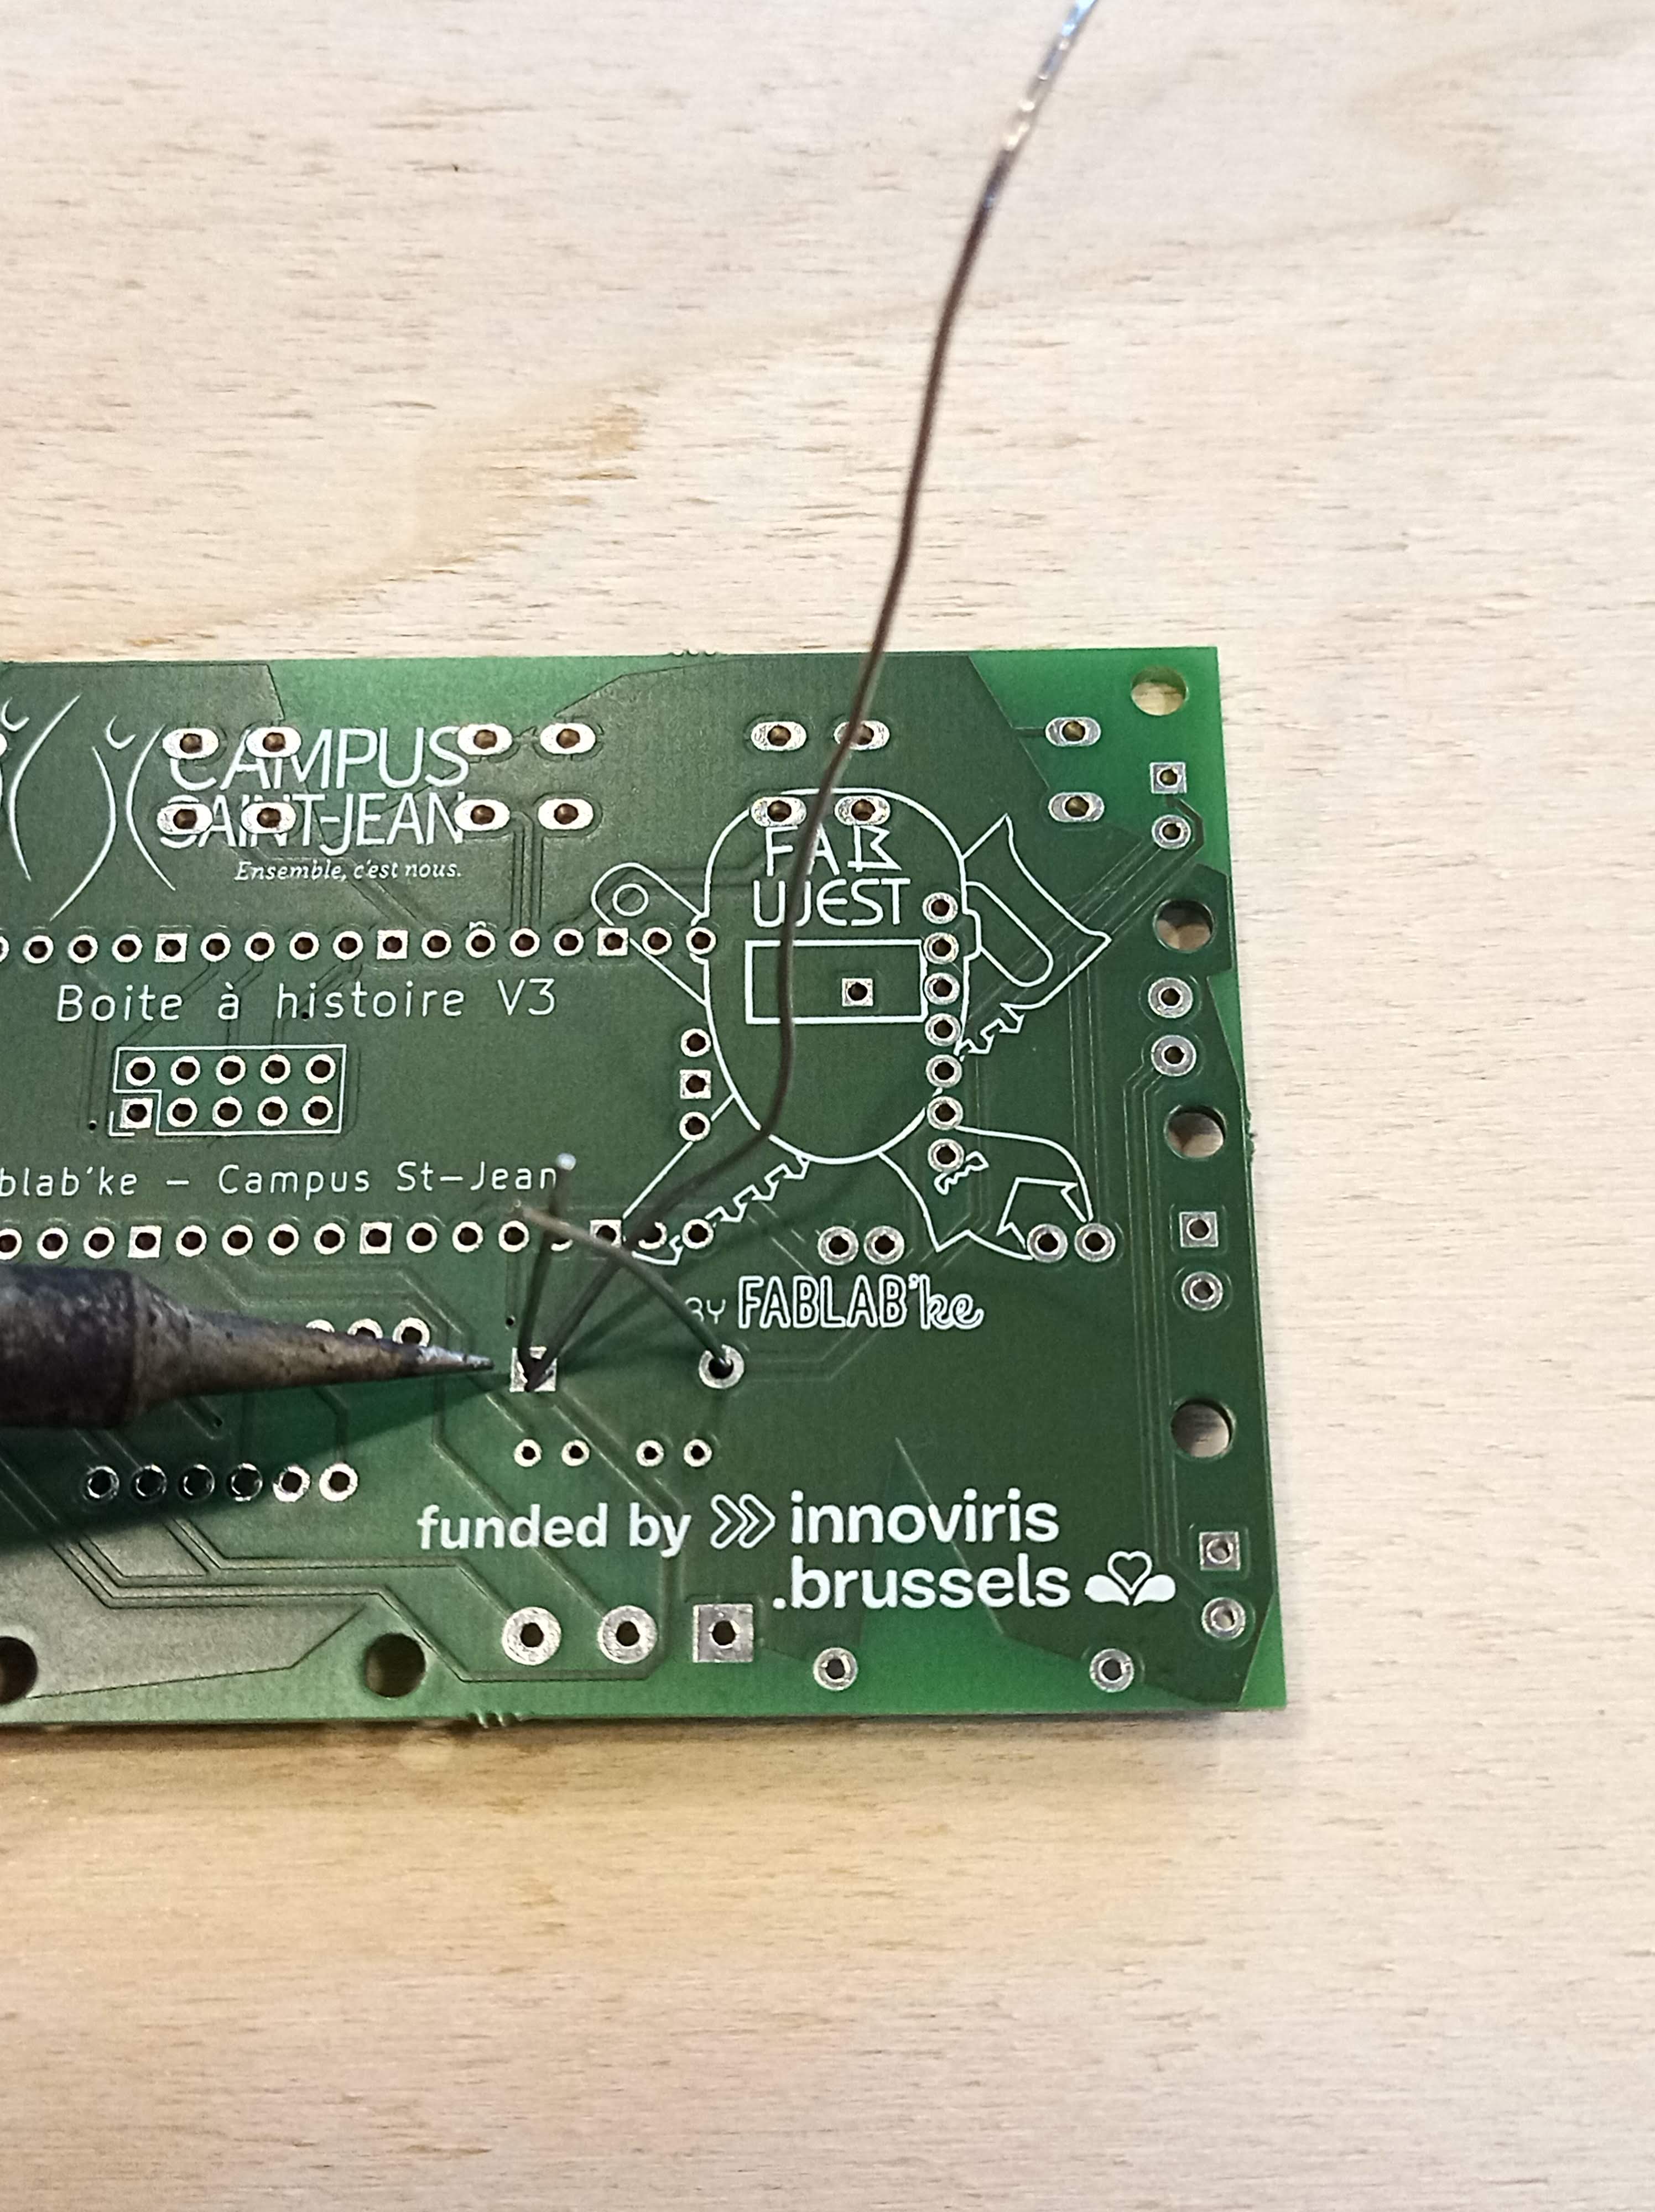 CAMPUS
SAINT-JEAN
Ensemble, c'est nous.
FAB
WEST
Boite à histoire V3
blab'ke – Campus St-Jean
BY FABLAB'ke
funded by innoviris
.brussels